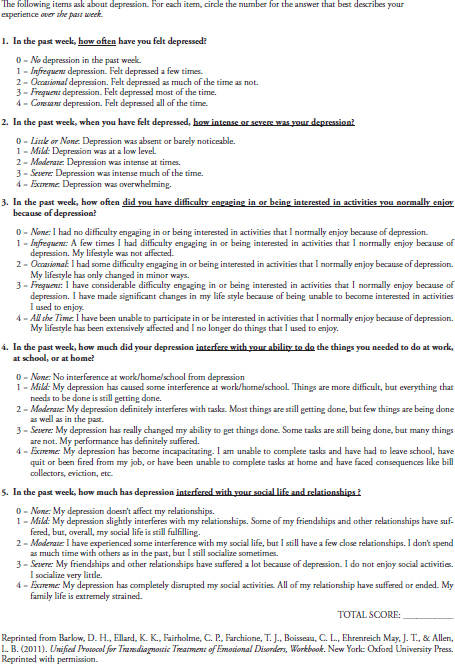 The following items ask about depression. For each item, circle the number for the answer that best describes your
experience over the past week.
1. In the past week, how often have you felt depressed?
0 – No depression in the past week.
1 – Infrequent depression. Felt depressed a few times.
2 – Occasional depression. Felt depressed as much of the time as not.
3 – Frequent depression. Felt depressed most of the time.
4 – Constant depression. Felt depressed all of the time.
2. In the past week, when you have felt depressed, how intense or severe was your depression?
0 – Little or None: Depression was absent or barely noticeable.
1 – Mild: Depression was at a low level.
2 – Moderate: Depression was intense at times.
3 – Severe: Depression was intense much of the time.
4 – Extreme: Depression was overwhelming.
3. In the past week, how often did you have difficulty engaging in or being interested in activities you normally enjoy
because of depression?
0 – None: I had no difficulty engaging in or being interested in activities that I normally enjoy because of depression.
1 – Infrequent: A few times I had difficulty engaging in or being interested in activities that I normally enjoy because of
depression. My lifestyle was not affected.
2 – Occasional: I had some difficulty engaging in or being interested in activities that I normally enjoy because of depression.
My lifestyle has only changed in minor ways.
3 – Frequent: I have considerable difficulty engaging in or being interested in activities that I normally enjoy because of
depression. I have made significant changes in my life style because of being unable to become interested in activities
I used to enjoy.
4 – All the Time: I have been unable to participate in or be interested in activities that I normally enjoy because of depression.
My lifestyle has been extensively affected and I no longer do things that I used to enjoy.
4. In the past week, how much did your depression interfere with your ability to do the things you needed to do at work,
at school, or at home?
0 – None: No interference at work/home/school from depression
1 – Mild: My depression has caused some interference at work/home/school. Things are more difficult, but everything that
needs to be done is still getting done.
2 – Moderate: My depression definitely interferes with tasks. Most things are still getting done, but few things are being done
as well as in the past.
3 – Severe: My depression has really changed my ability to get things done. Some tasks are still being done, but many things
are not. My performance has definitely suffered.
4 – Extreme: My depression has become incapacitating. I am unable to complete tasks and have had to leave school, have
quit or been fired from my job, or have been unable to complete tasks at home and have faced consequences like bill
collectors, eviction, etc.
5. In the past week, how much has depression interfered with your social life and relationships ?
0 – None: My depression doesn't affect my relationships.
1 – Mild: My depression slightly interferes with my relationships. Some of my friendships and other relationships have suf-
fered, but, overall, my social life is still fulfilling.
2 – Moderate: I have experienced some interference with my social life, but I still have a few close relationships. I don't spend
as much time with others as in the past, but I still socialize sometimes.
3 – Severe: My friendships and other relationships have suffered a lot because of depression. I do not enjoy social activities.
I socialize very little.
4 – Extreme: My depression has completely disrupted my social activities. All of my relationship have suffered or ended. My
family life is extremely strained.
TOTAL SCORE: __________
Reprinted from Barlow, D. H., Ellard, K. K., Fairholme, C. P., Farchione, T. J., Boisseau, C. L., Ehrenreich May, J. T., & Allen,
L. B. (2011). Unified Protocol for Transdiagnostic Treatment of Emotional Disorders, Workbook. New York: Oxford University Press.
Reprinted with permission.